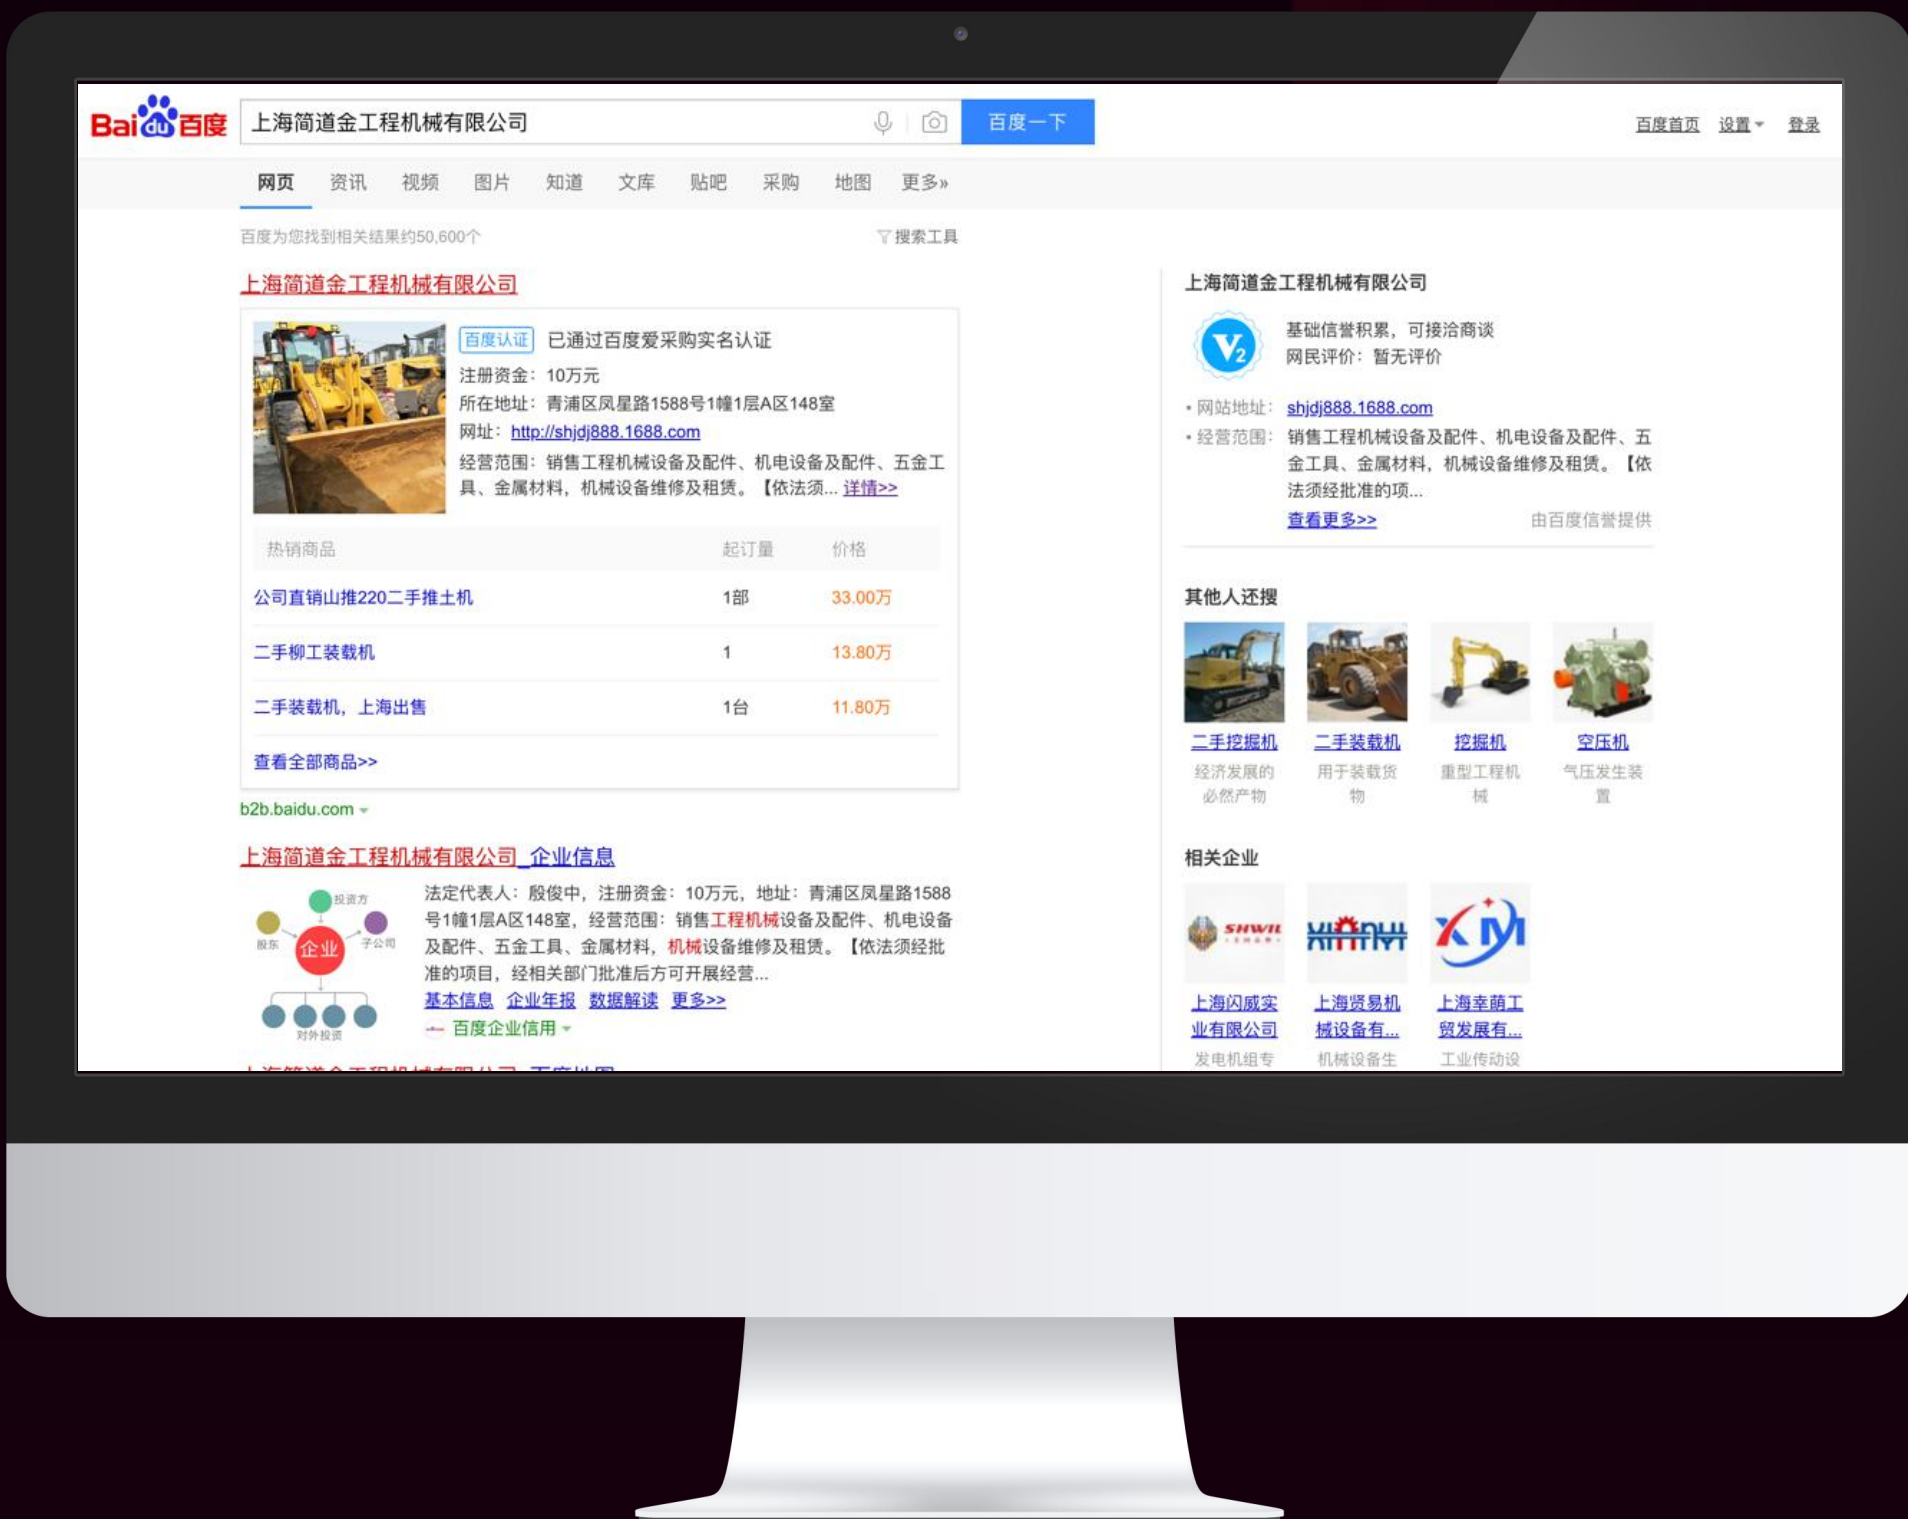 Bai du 百度
上海简道金工程机械有限公司
百度一下
百度首页 设置 登录
网页 资讯 视频 图片 知道 文库 贴吧 采购 地图 更多»
百度为您找到相关结果约50,600个
搜索工具
上海简道金工程机械有限公司
百度认证 已通过百度爱采购实名认证
注册资金：10万元
所在地址：青浦区凤星路1588号1幢1层A区148室
网址：http://shjdj888.1688.com
经营范围：销售工程机械设备及配件、机电设备及配件、五金工
具、金属材料，机械设备维修及租赁。【依法须... 详情>>
热销商品 起订量 价格
公司直销山推220二手推土机 1部 33.00万
二手柳工装载机 1 13.80万
二手装载机，上海出售 1台 11.80万
查看全部商品>>
b2b.baidu.com
上海简道金工程机械有限公司_企业信息
投资方
股东
企业
子公司
对外投资
法定代表人：殷俊中，注册资金：10万元，地址：青浦区凤星路1588
号1幢1层A区148室，经营范围：销售工程机械设备及配件、机电设备
及配件、五金工具、金属材料，机械设备维修及租赁。【依法须经批
准的项目，经相关部门批准后方可开展经营...
基本信息 企业年报 数据解读 更多>>
百度企业信用
上海简道金工程机械有限公司
V2
基础信誉积累，可接洽商谈
网民评价：暂无评价
• 网站地址：shjdj888.1688.com
• 经营范围：销售工程机械设备及配件、机电设备及配件、五
金工具、金属材料，机械设备维修及租赁。【依
法须经批准的项...
查看更多>>
由百度信誉提供
其他人还搜
二手挖掘机 二手装载机 挖掘机 空压机
经济发展的 用于装载货 重型工程机 气压发生装
必然产物 物 械 置
相关企业
SHWIL
上海闪威实 上海贤易机 上海幸萠工
业有限公司 械设备有... 贸发展有...
发电机组专 机械设备生 工业传动设